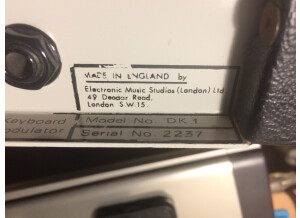 MADE IN ENGLAND by
Electronic Music Studios (London) Ltd
49 Deodar Road,
London S.W.15.
Keyboard Model No. DK 1
odulator Serial No. 2237